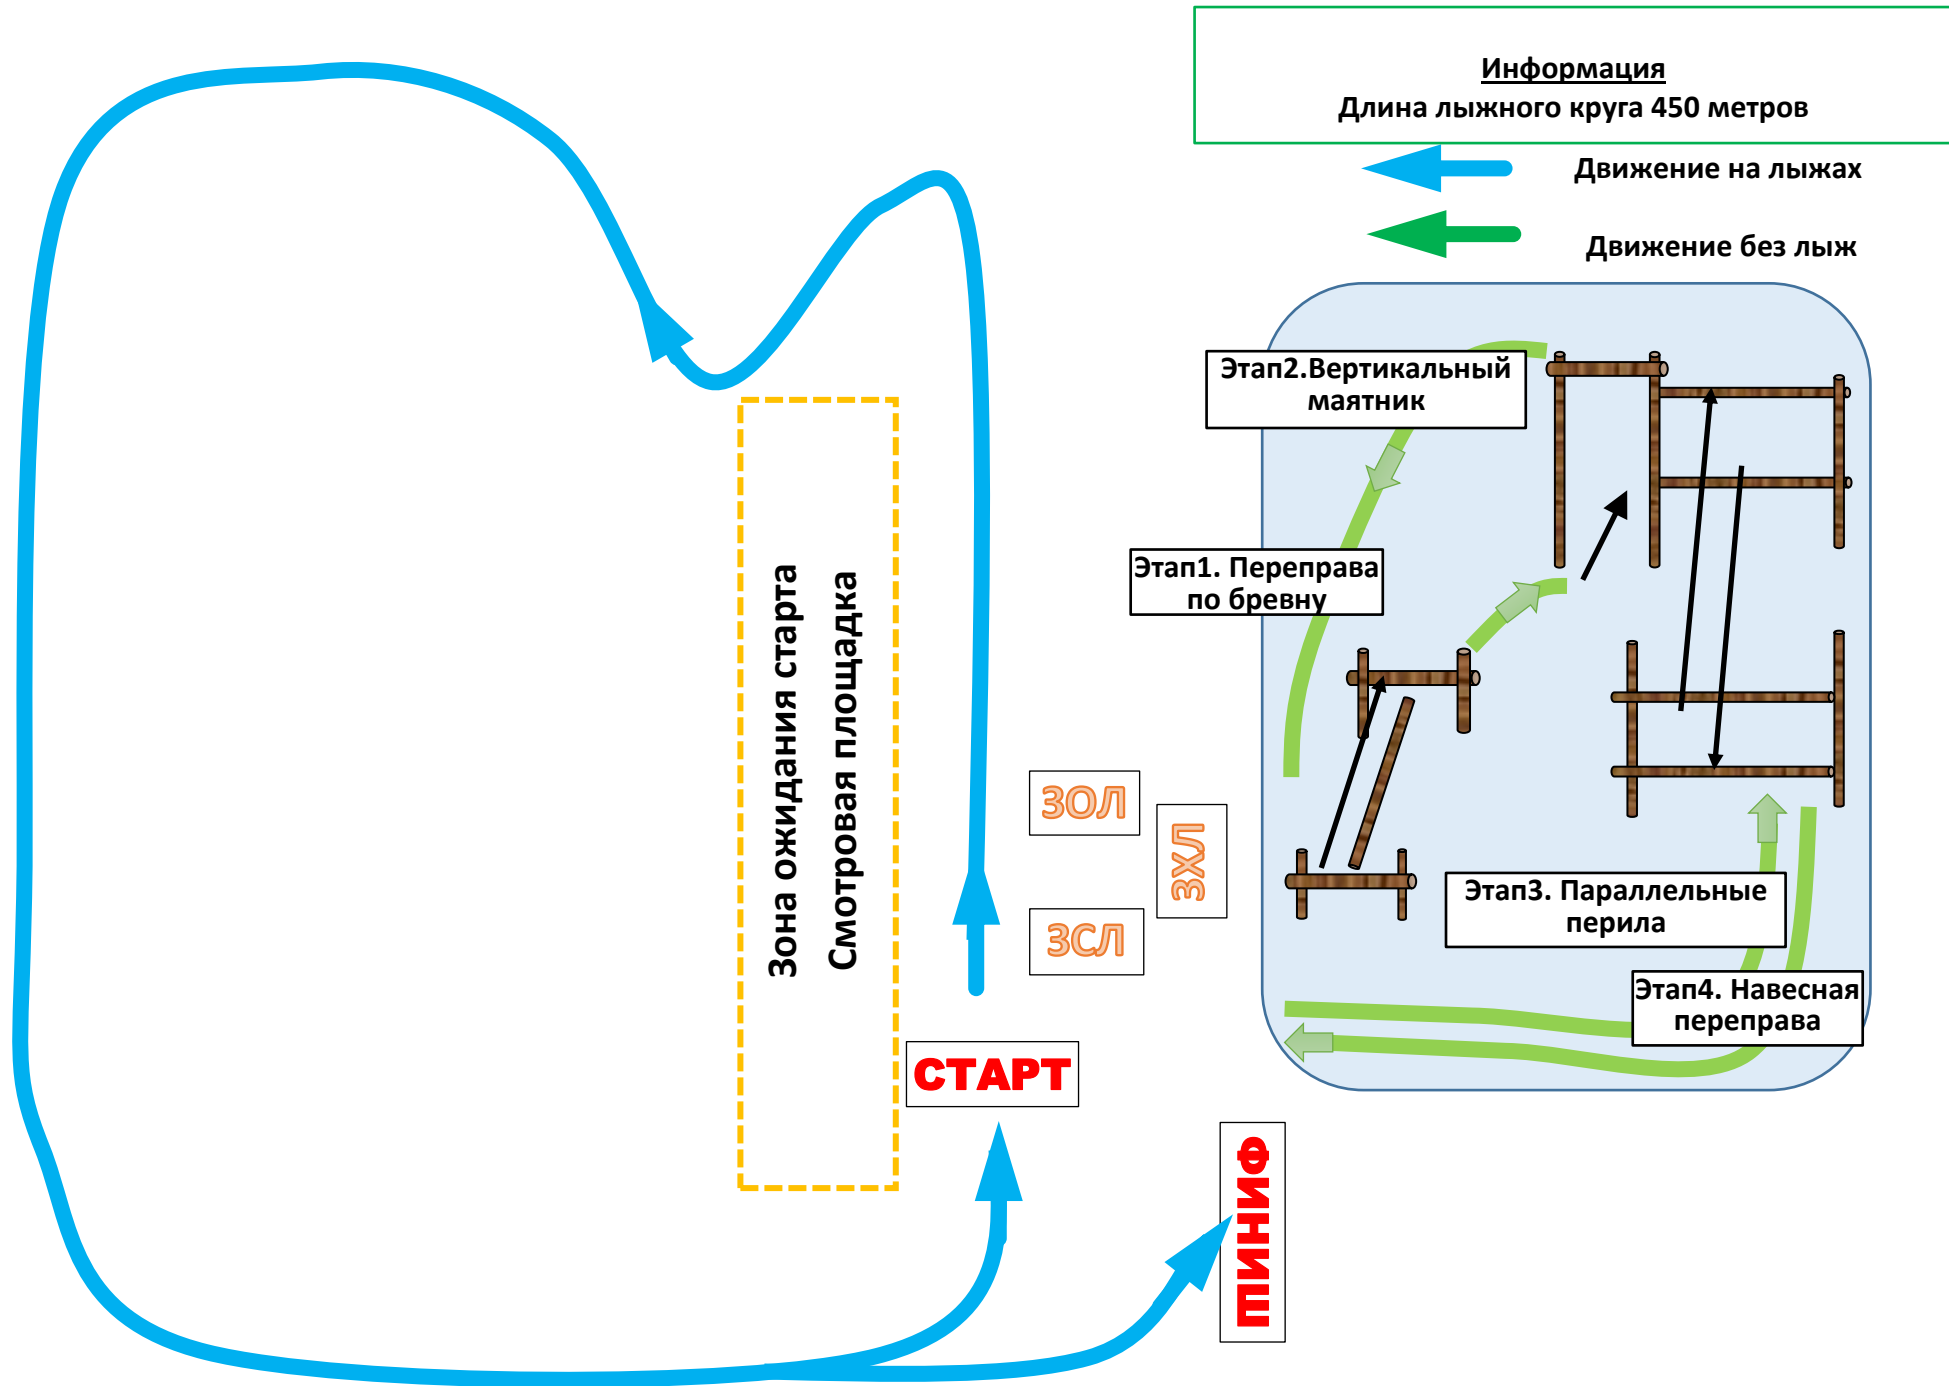 Информация
Длина лыжного круга 450 метров
Движение на лыжах
Движение без лыж
Этап2.Вертикальный
маятник
Этап1. Переправа
по бревну
Зона ожидания старта
Смотровая площадка
ЗОЛ
ЗХЛ
ЗСЛ
Этап3. Параллельные
перила
Этап4. Навесная
переправа
СТАРТ
ФИНИШ